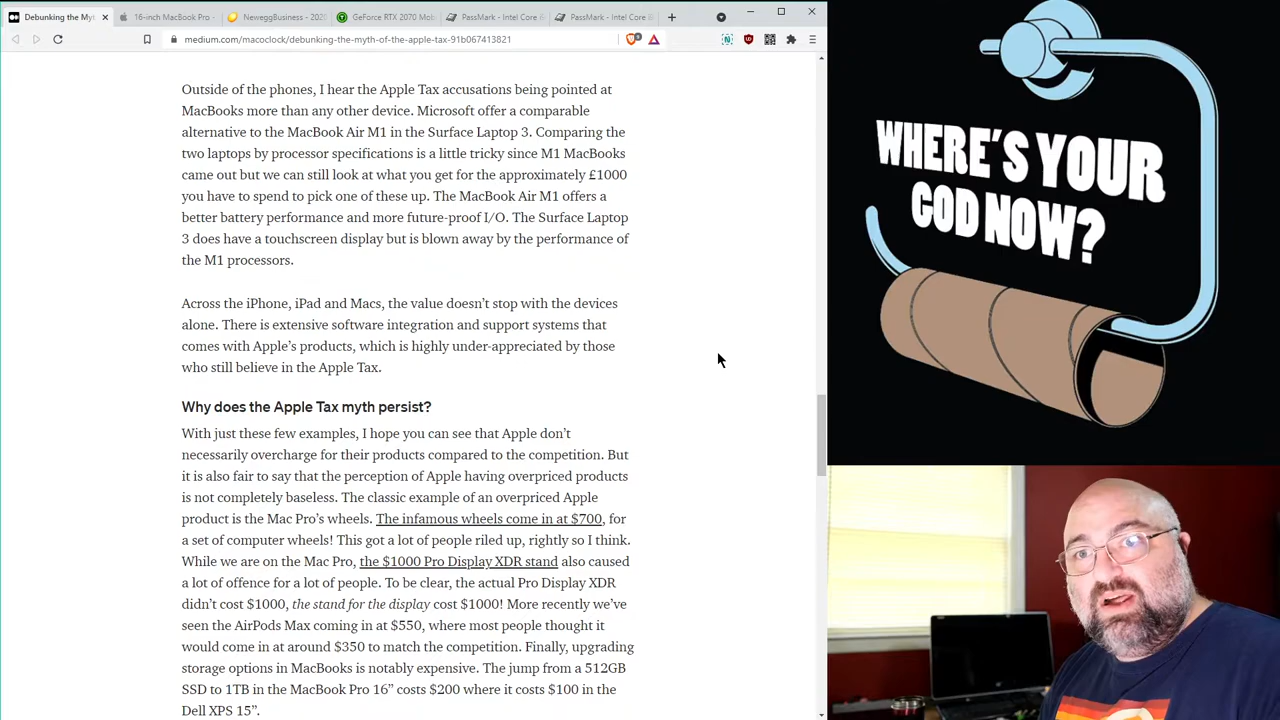 Debunking the Myt
16-inch MacBook Pro -
NeweggBusiness - 2020
GeForce RTX 2070 Mob
PassMark - Intel Core i
PassMark - Intel Core i
medium.com/macoclock/debunking-the-myth-of-the-apple-tax-91b067413821
Outside of the phones, I hear the Apple Tax accusations being pointed at
MacBooks more than any other device. Microsoft offer a comparable
alternative to the MacBook Air M1 in the Surface Laptop 3. Comparing the
two laptops by processor specifications is a little tricky since M1 MacBooks
came out but we can still look at what you get for the approximately £1000
you have to spend to pick one of these up. The MacBook Air M1 offers a
better battery performance and more future-proof I/O. The Surface Laptop
3 does have a touchscreen display but is blown away by the performance of
the M1 processors.
Across the iPhone, iPad and Macs, the value doesn't stop with the devices
alone. There is extensive software integration and support systems that
comes with Apple's products, which is highly under-appreciated by those
who still believe in the Apple Tax.
Why does the Apple Tax myth persist?
With just these few examples, I hope you can see that Apple don't
necessarily overcharge for their products compared to the competition. But
it is also fair to say that the perception of Apple having overpriced products
is not completely baseless. The classic example of an overpriced Apple
product is the Mac Pro's wheels. The infamous wheels come in at $700, for
a set of computer wheels! This got a lot of people riled up, rightly so I think.
While we are on the Mac Pro, the $1000 Pro Display XDR stand also caused
a lot of offence for a lot of people. To be clear, the actual Pro Display XDR
didn't cost $1000, the stand for the display cost $1000! More recently we've
seen the AirPods Max coming in at $550, where most people thought it
would come in at around $350 to match the competition. Finally, upgrading
storage options in MacBooks is notably expensive. The jump from a 512GB
SSD to 1TB in the MacBook Pro 16" costs $200 where it costs $100 in the
Dell XPS 15".
WHERE'S YOUR
GOD NOW?